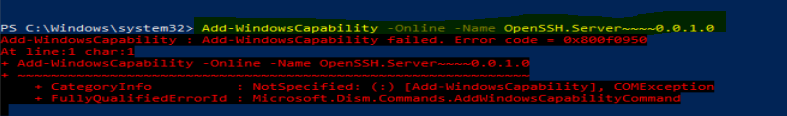 PS C:\Windows\system32> Add-WindowsCapability -Online -Name OpenSSH.Server~~~~0.0.1.0
Add-WindowsCapability : Add-WindowsCapability failed. Error code = 0x800f0950
At line:1 char:1
+ Add-WindowsCapability -Online -Name OpenSSH.Server~~~~0.0.1.0
+ ~~~~~~~~~~~~~~~~~~~~~~~~~~~~~~~~~~~~~~~~~~~~~~~~~~~~~~~~~~~~~
    + CategoryInfo          : NotSpecified: (:) [Add-WindowsCapability], COMException
    + FullyQualifiedErrorId : Microsoft.Dism.Commands.AddWindowsCapabilityCommand